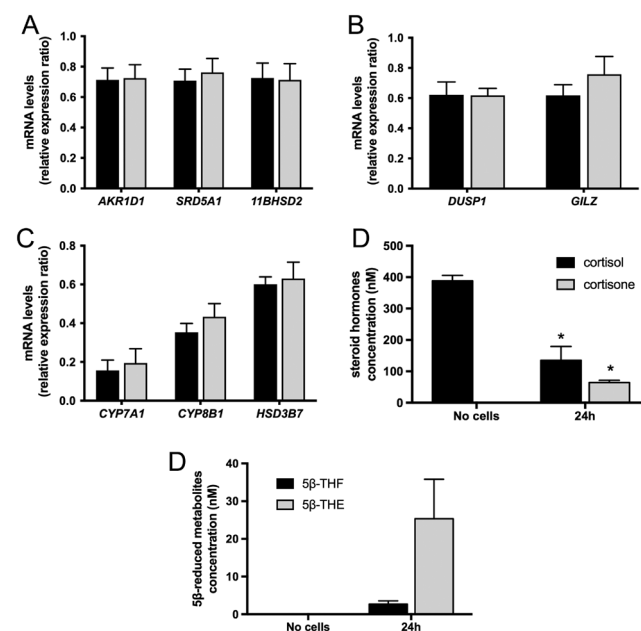 A
mRNA levels
(relative expression ratio)
1.0
0.8
0.6
0.4
0.2
0.0
AKR1D1 SRD5A1 11BHSD2
B
mRNA levels
(relative expression ratio)
1.0
0.8
0.6
0.4
0.2
0.0
DUSP1 GILZ
C
mRNA levels
(relative expression ratio)
0.8
0.6
0.4
0.2
0.0
CYP7A1 CYP8B1 HSD3B7
D
steroid hormones
concentration (nM)
500
400
300
200
100
0
cortisol
cortisone
*
*
No cells 24h
D
5β-reduced metabolites
concentration (nM)
40
30
20
10
0
5β-THF
5β-THE
No cells 24h